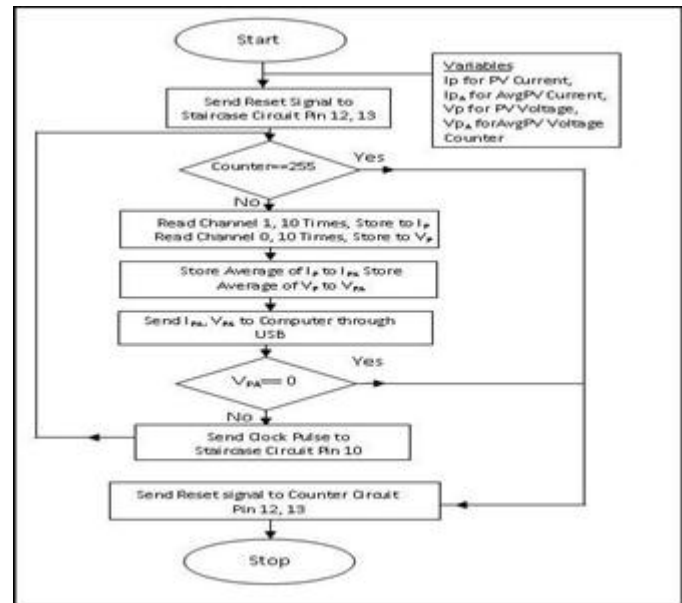 Start
Variables
Ip for PV Current,
IpA for AvgPV Current,
Vp for PV Voltage,
VpA forAvgPV Voltage
Counter
Send Reset Signal to
Staircase Circuit Pin 12, 13
Counter==255
Yes
No
Read Channel 1, 10 Times, Store to IP
Read Channel 0, 10 Times, Store to VP
Store Average of IP to IPA Store
Average of VP to VPA
Send IPA, VPA to Computer through
USB
Yes
VPA== 0
No
Send Clock Pulse to
Staircase Circuit Pin 10
Send Reset signal to Counter Circuit
Pin 12, 13
Stop